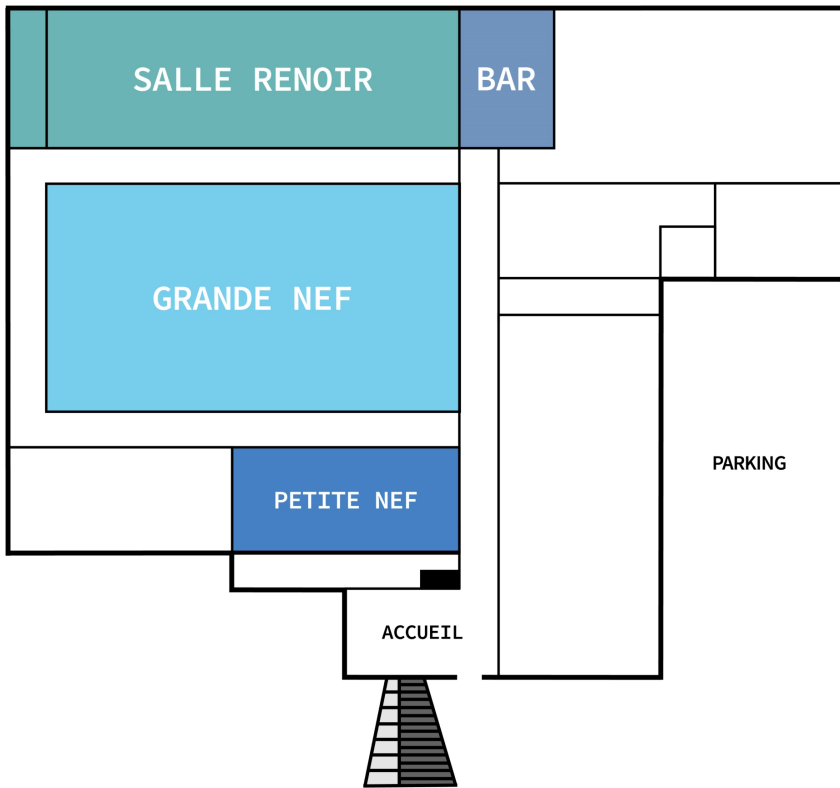 SALLE RENOIR
BAR
GRANDE NEF
PARKING
PETITE NEF
ACCUEIL